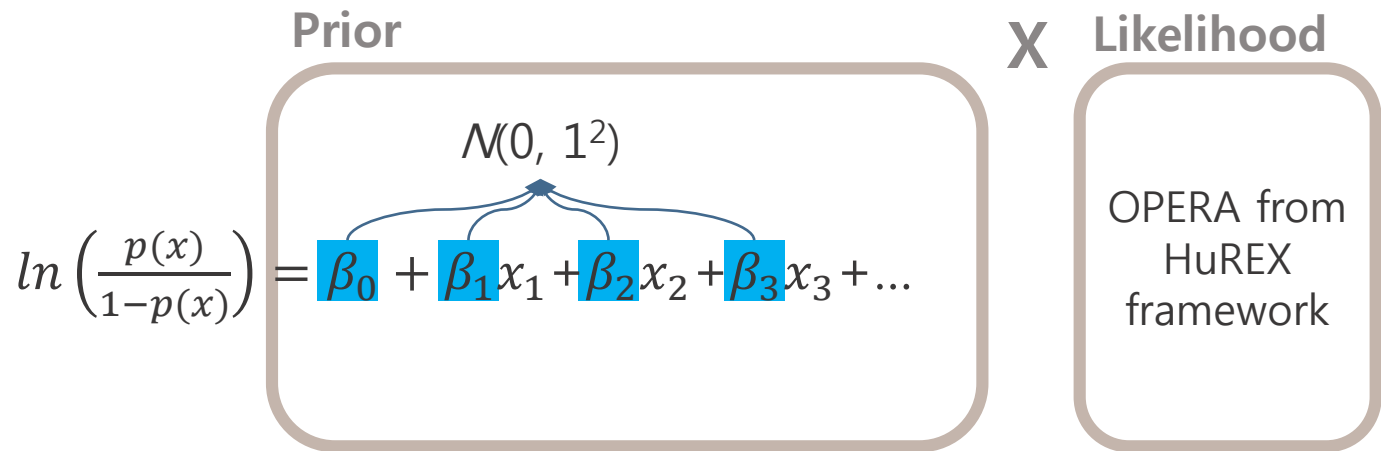 Prior X Likelihood
𝒩(0, 1²)
ln(p(x)/(1−p(x))) = β₀ + β₁x₁ + β₂x₂ + β₃x₃ + …
OPERA from
HuREX
framework